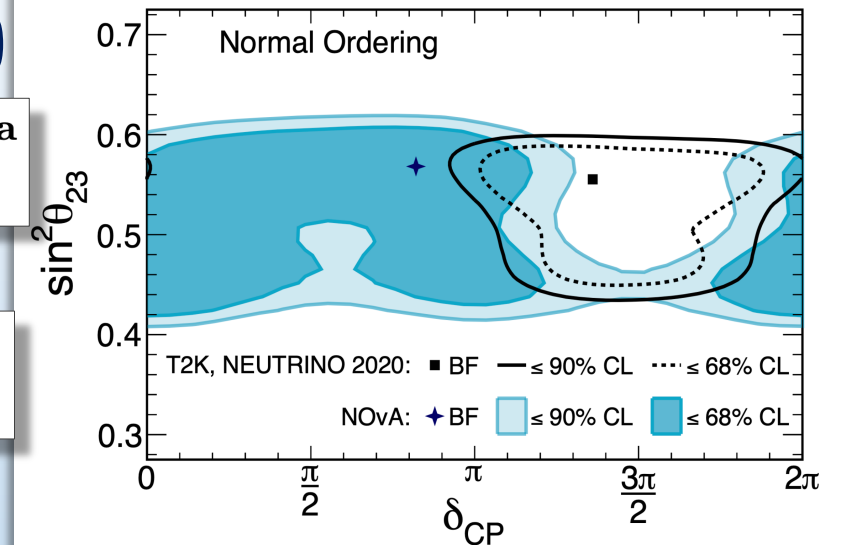 )
a
Normal Ordering
sin²θ23
0.7
0.6
0.5
0.4
0.3
T2K, NEUTRINO 2020: BF ≤ 90% CL ≤ 68% CL
NOvA: BF ≤ 90% CL ≤ 68% CL
0 π/2 π 3π/2 2π
δCP